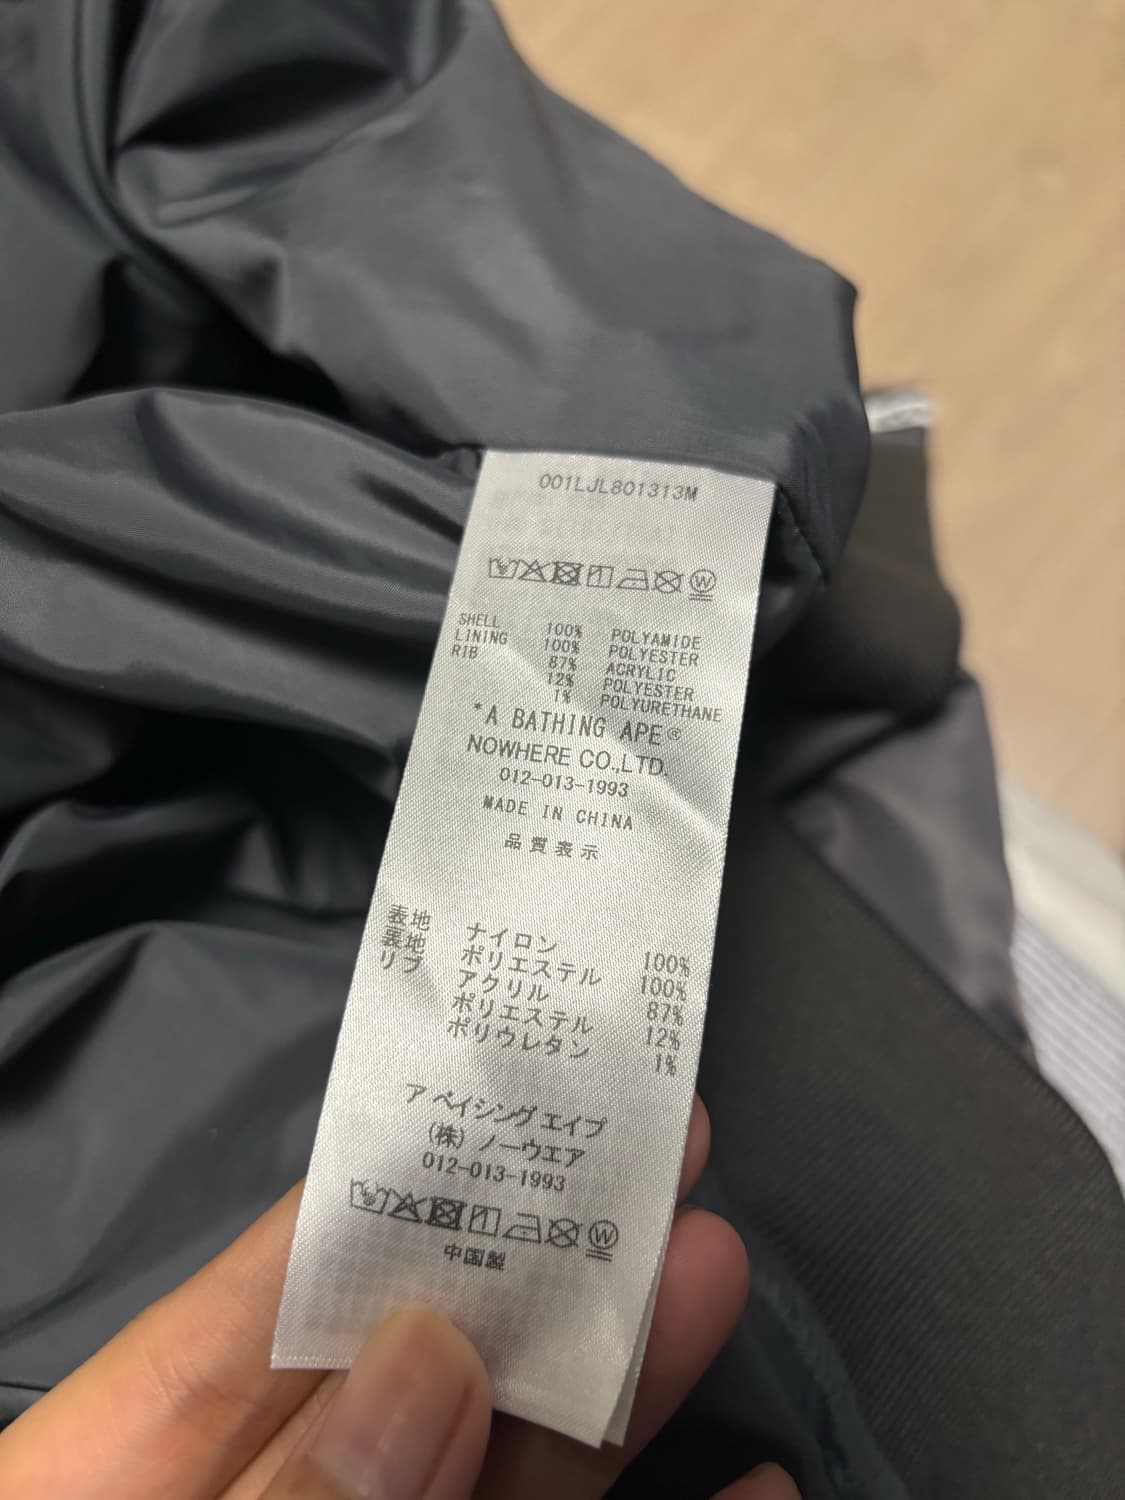 001LJL801313M
W
SHELL 100% POLYAMIDE
LINING 100% POLYESTER
RIB 87% ACRYLIC
12% POLYESTER
1% POLYURETHANE
*A BATHING APE®
NOWHERE CO.,LTD.
012-013-1993
MADE IN CHINA
品質表示
表地 ナイロン 100%
裏地 ポリエステル 100%
リブ アクリル 87%
ポリエステル 12%
ポリウレタン 1%
ア ベイシング エイプ
(株) ノーウエア
012-013-1993
W
中国製